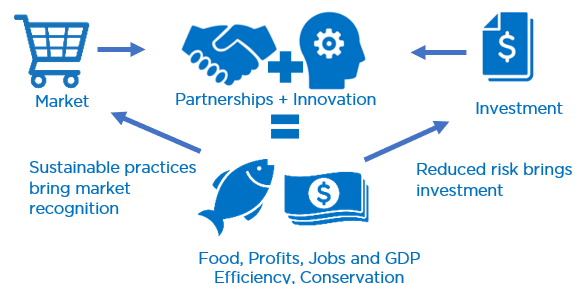 Market
Partnerships + Innovation
Investment
Sustainable practices
bring market
recognition
Reduced risk brings
investment
Food, Profits, Jobs and GDP
Efficiency, Conservation